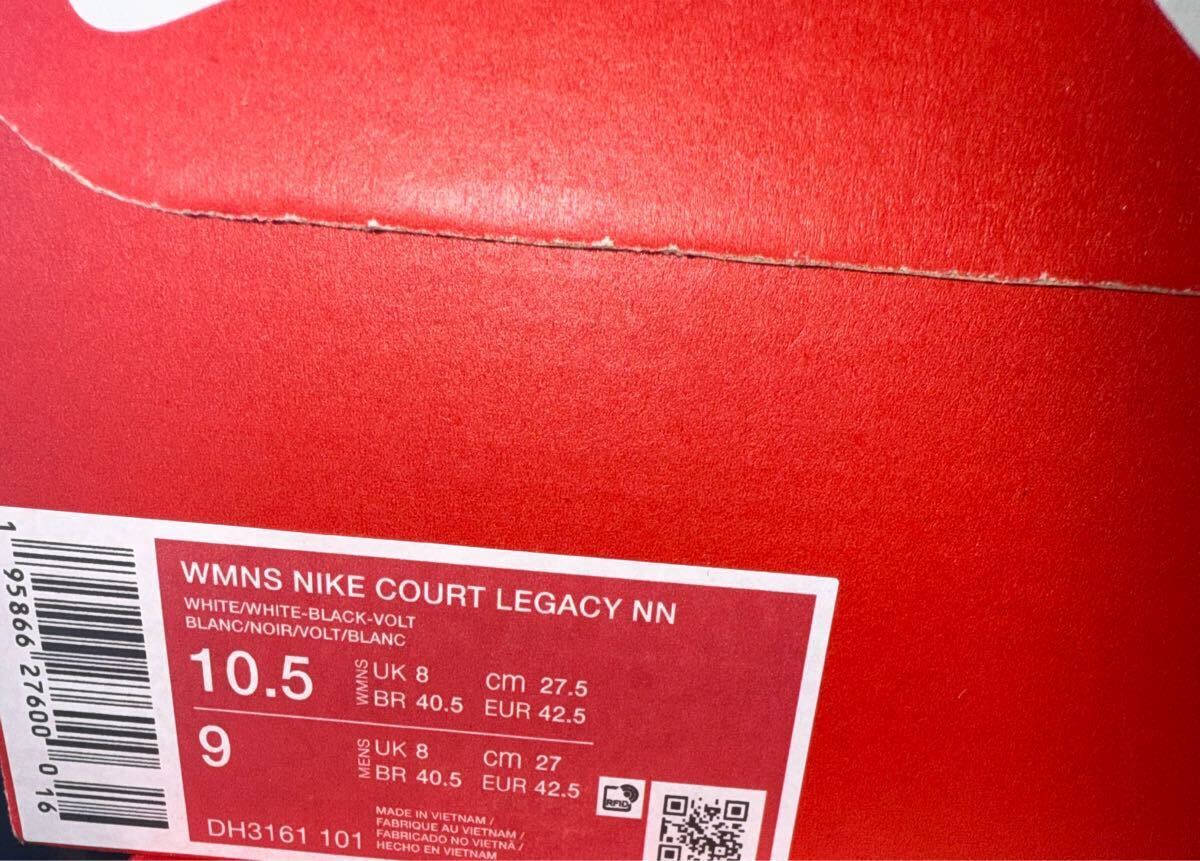 WMNS NIKE COURT LEGACY NN
WHITE/WHITE-BLACK-VOLT
BLANC/NOIR/VOLT/BLANC
10.5 WMNS UK 8 cm 27.5
BR 40.5 EUR 42.5
9 MENS UK 8 cm 27
BR 40.5 EUR 42.5
RFID
DH3161 101
MADE IN VIETNAM /
FABRIQUE AU VIETNAM /
FABRICADO NO VIETNÃ /
HECHO EN VIETNAM
1 95866 27600 0 16